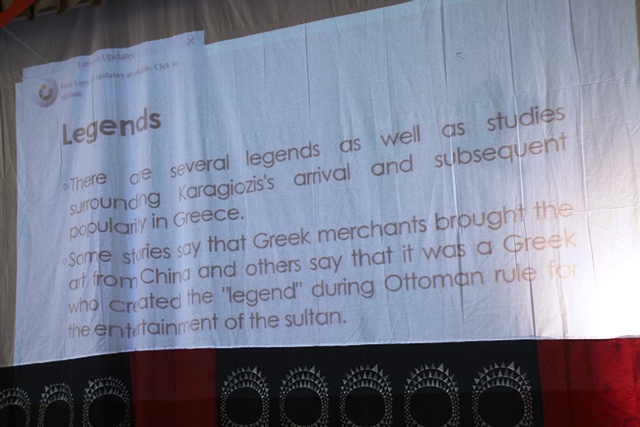 Legends
There are several legends as well as studies
surrounding Karagiozis's arrival and subsequent
popularity in Greece.
Some stories say that Greek merchants brought the
art from China and others say that it was a Greek
who created the "legend" during Ottoman rule for
the entertainment of the sultan.